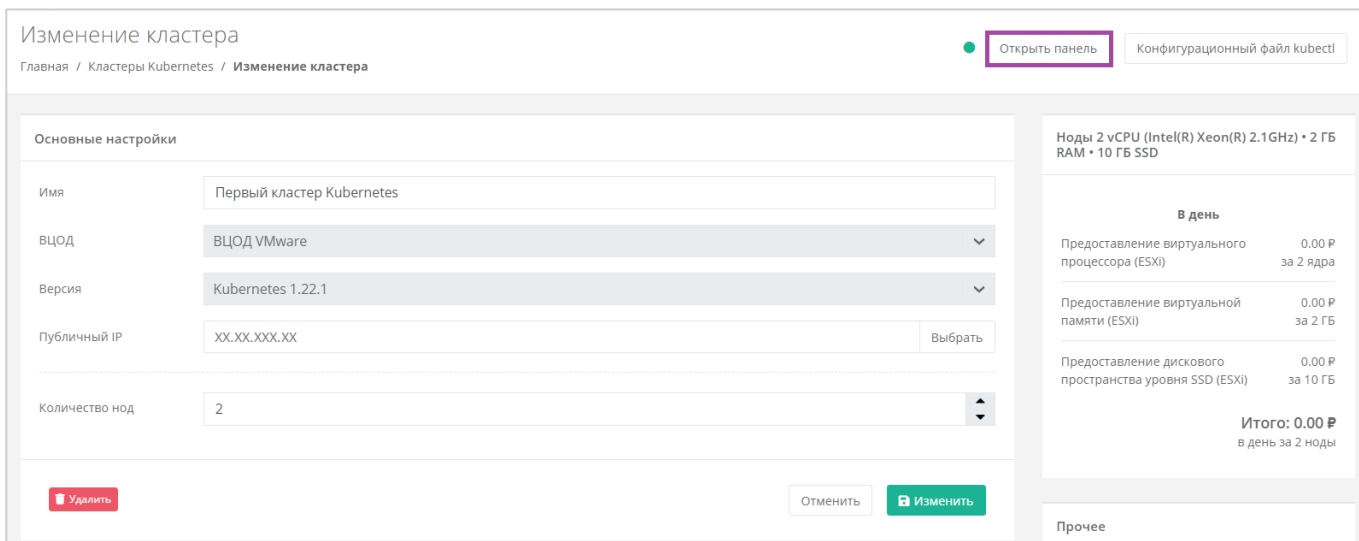 Изменение кластера
Главная / Кластеры Kubernetes / Изменение кластера
Открыть панель
Конфигурационный файл kubectl
Основные настройки
Имя
Первый кластер Kubernetes
ВЦОД
ВЦОД VMware
Версия
Kubernetes 1.22.1
Публичный IP
XX.XX.XXX.XX
Выбрать
Количество нод
2
Удалить
Отменить
Изменить
Ноды 2 vCPU (Intel(R) Xeon(R) 2.1GHz) • 2 ГБ
RAM • 10 ГБ SSD
В день
Предоставление виртуального 0.00 ₽
процессора (ESXi) за 2 ядра
Предоставление виртуальной 0.00 ₽
памяти (ESXi) за 2 ГБ
Предоставление дискового 0.00 ₽
пространства уровня SSD (ESXi) за 10 ГБ
Итого: 0.00 ₽
в день за 2 ноды
Прочее